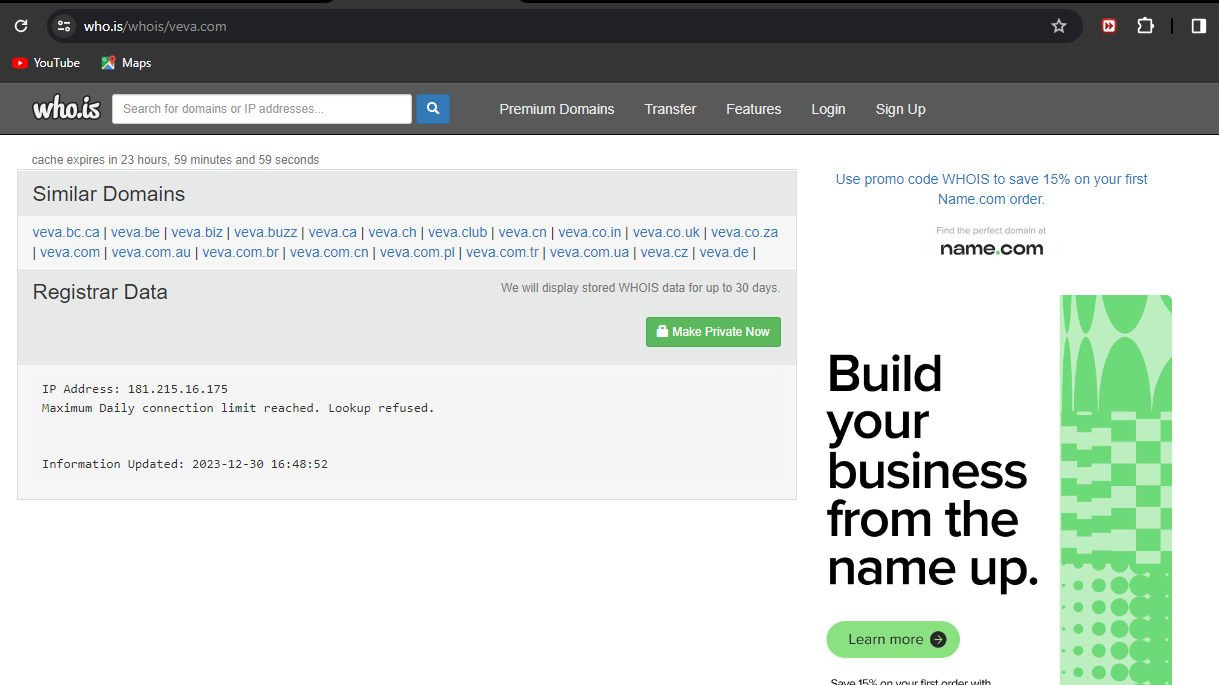 who.is/whois/veva.com
YouTube
Maps
who.is
Search for domains or IP addresses...
Premium Domains
Transfer
Features
Login
Sign Up
cache expires in 23 hours, 59 minutes and 59 seconds
Similar Domains
veva.bc.ca | veva.be | veva.biz | veva.buzz | veva.ca | veva.ch | veva.club | veva.cn | veva.co.in | veva.co.uk | veva.co.za
| veva.com | veva.com.au | veva.com.br | veva.com.cn | veva.com.pl | veva.com.tr | veva.com.ua | veva.cz | veva.de |
Registrar Data
We will display stored WHOIS data for up to 30 days.
Make Private Now
IP Address: 181.215.16.175
Maximum Daily connection limit reached. Lookup refused.
Information Updated: 2023-12-30 16:48:52
Use promo code WHOIS to save 15% on your first
Name.com order.
Find the perfect domain at
name.com
Build
your
business
from the
name up.
Learn more
Save 15% on your first order with